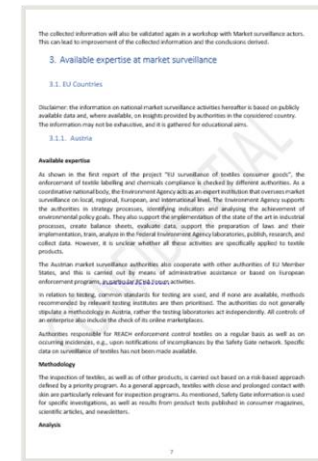 The collected information will also be validated again in a workshop with Market surveillance actors.
This can lead to improvement of the collected information and the conclusions derived.
3. Available expertise at market surveillance
3.1. EU Countries
Disclaimer: the information on national market surveillance activities hereafter is based on publicly
available data and, where available, on insights provided by authorities in the considered country.
The information may not be exhaustive, and it is gathered for educational aims.
3.1.1. Austria
Available expertise
As shown in the first report of the project "EU surveillance of textiles consumer goods", the
enforcement of textile labelling and chemicals compliance is checked by different authorities. As a
coordinative national body, the Environment Agency acts as an expert institution that oversees market
surveillance on local, regional, European, and international level. The Environment Agency supports
the authorities in strategy processes, identifying indicators and analysing the achievement of
environmental policy goals. They also support the implementation of the state of the art in industrial
processes, create balance sheets, evaluate data, support the preparation of laws and their
implementation, train, analyse in the Federal Environment Agency laboratories, publish, research, and
collect data. However, it is unclear whether all these activities are specifically applied to textile
products.
The Austrian market surveillance authorities also cooperate with other authorities of EU Member
States, and this is carried out by means of administrative assistance or based on European
enforcement programs, in particular ECHA Forum activities.
In relation to testing, common standards for testing are used, and if none are available, methods
recommended by relevant testing institutes are then prioritised. The authorities do not generally
stipulate a methodology in Austria, rather the testing laboratories act independently. All controls of
an enterprise also include the check of its online marketplaces.
Authorities responsible for REACH enforcement control textiles on a regular basis as well as on
occurring incidences, e.g., upon notifications of incompliances by the Safety Gate network. Specific
data on surveillance of textiles has not been made available.
Methodology
The inspection of textiles, as well as of other products, is carried out based on a risk-based approach
defined by a priority program. As a general approach, textiles with close and prolonged contact with
skin are particularly relevant for inspection programs. As mentioned, Safety Gate information is used
for specific investigations, as well as results from product tests published in consumer magazines,
scientific articles, and newsletters.
Analysis
7